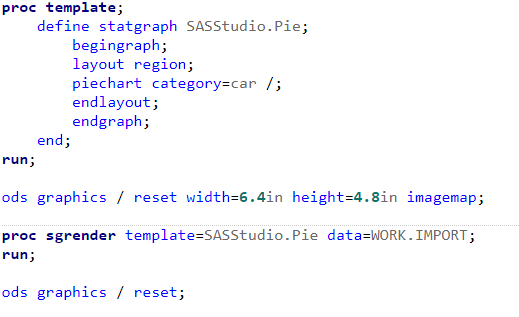 proc template;
    define statgraph SASStudio.Pie;
        begingraph;
        layout region;
        piechart category=car /;
        endlayout;
        endgraph;
    end;
run;
ods graphics / reset width=6.4in height=4.8in imagemap;
proc sgrender template=SASStudio.Pie data=WORK.IMPORT;
run;
ods graphics / reset;